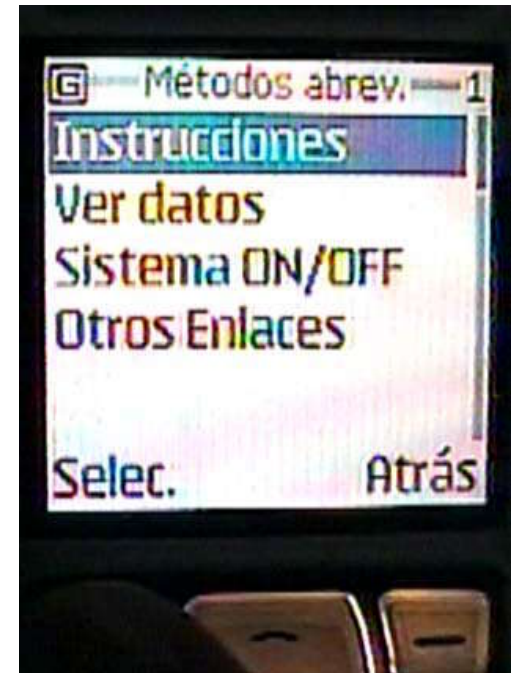 G Métodos abrev. 1
Instrucciones
Ver datos
Sistema ON/OFF
Otros Enlaces
Selec. Atrás